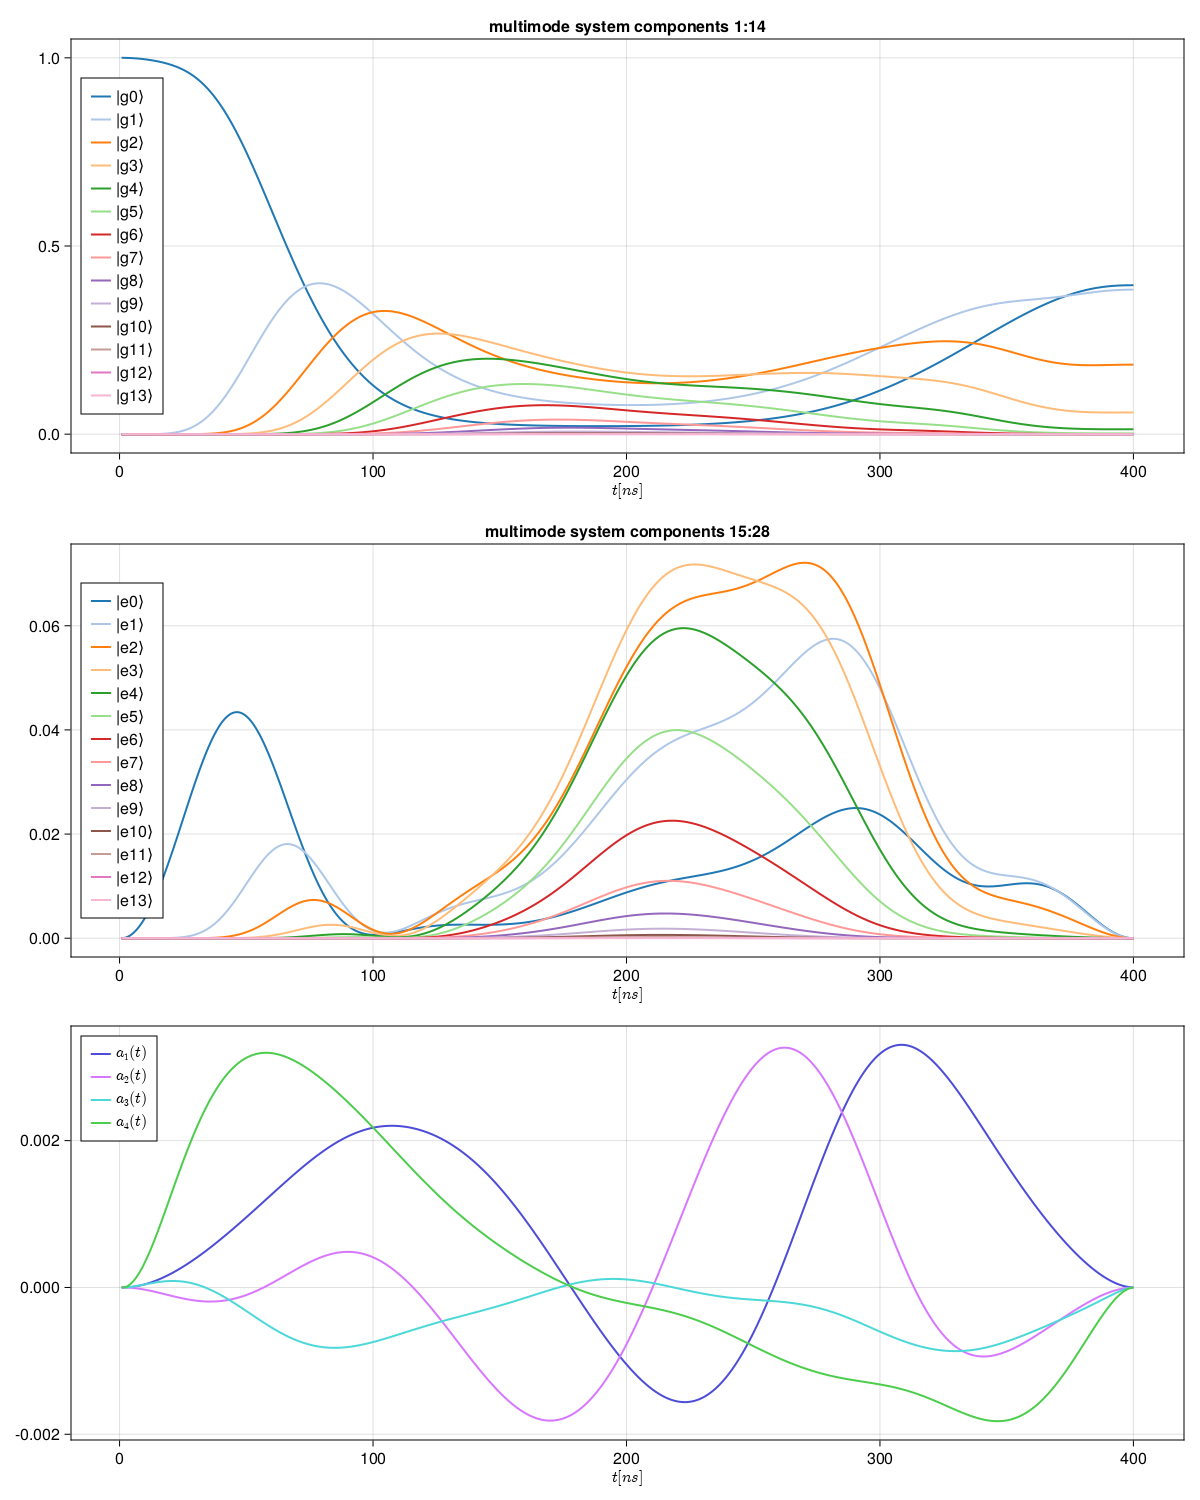 multimode system components 1:14
1.0
0.5
0.0
|g0⟩
|g1⟩
|g2⟩
|g3⟩
|g4⟩
|g5⟩
|g6⟩
|g7⟩
|g8⟩
|g9⟩
|g10⟩
|g11⟩
|g12⟩
|g13⟩
0 100 200 300 400
t[ns]
multimode system components 15:28
0.06
0.04
0.02
0.00
|e0⟩
|e1⟩
|e2⟩
|e3⟩
|e4⟩
|e5⟩
|e6⟩
|e7⟩
|e8⟩
|e9⟩
|e10⟩
|e11⟩
|e12⟩
|e13⟩
0 100 200 300 400
t[ns]
a₁(t)
a₂(t)
a₃(t)
a₄(t)
0.002
0.000
-0.002
0 100 200 300 400
t[ns]